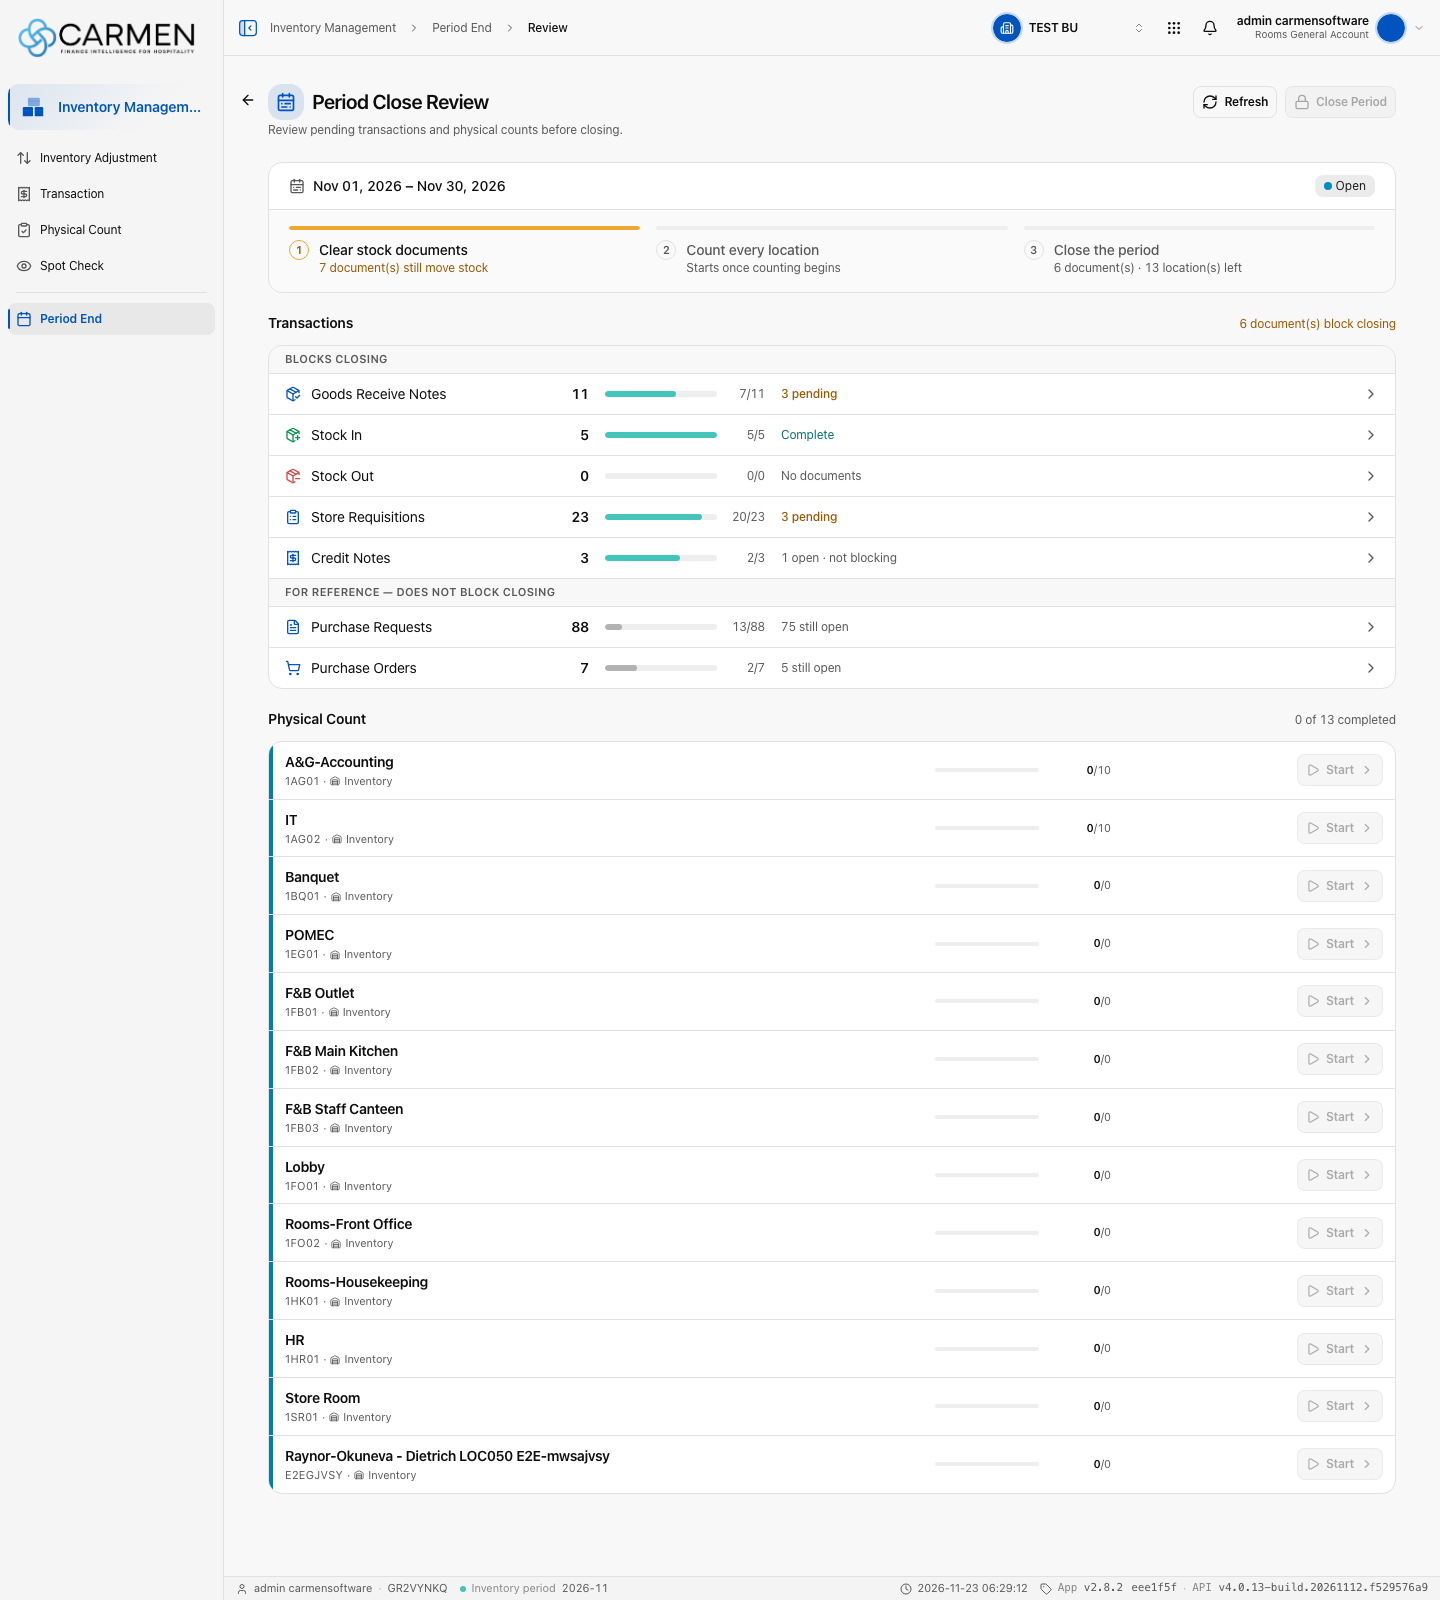 CARMEN
FINANCE INTELLIGENCE FOR HOSPITALITY
Inventory Managem...
Inventory Adjustment
Transaction
Physical Count
Spot Check
Period End
Inventory Management
Period End
Review
TEST BU
admin carmensoftware
Rooms General Account
Period Close Review
Review pending transactions and physical counts before closing.
Refresh
Close Period
Nov 01, 2026 – Nov 30, 2026
Open
1
Clear stock documents
7 document(s) still move stock
2
Count every location
Starts once counting begins
3
Close the period
6 document(s) · 13 location(s) left
Transactions
6 document(s) block closing
BLOCKS CLOSING
Goods Receive Notes 11 7/11 3 pending
Stock In 5 5/5 Complete
Stock Out 0 0/0 No documents
Store Requisitions 23 20/23 3 pending
Credit Notes 3 2/3 1 open · not blocking
FOR REFERENCE — DOES NOT BLOCK CLOSING
Purchase Requests 88 13/88 75 still open
Purchase Orders 7 2/7 5 still open
Physical Count
0 of 13 completed
A&G-Accounting
1AG01 · Inventory
0/10
Start
IT
1AG02 · Inventory
0/10
Start
Banquet
1BQ01 · Inventory
0/0
Start
POMEC
1EG01 · Inventory
0/0
Start
F&B Outlet
1FB01 · Inventory
0/0
Start
F&B Main Kitchen
1FB02 · Inventory
0/0
Start
F&B Staff Canteen
1FB03 · Inventory
0/0
Start
Lobby
1FO01 · Inventory
0/0
Start
Rooms-Front Office
1FO02 · Inventory
0/0
Start
Rooms-Housekeeping
1HK01 · Inventory
0/0
Start
HR
1HR01 · Inventory
0/0
Start
Store Room
1SR01 · Inventory
0/0
Start
Raynor-Okuneva - Dietrich LOC050 E2E-mwsajvsy
E2EGJVSY · Inventory
0/0
Start
admin carmensoftware · GR2VYNKQ Inventory period 2026-11
2026-11-23 06:29:12 App v2.8.2 eee1f5f · API v4.0.13-build.20261112.f529576a9